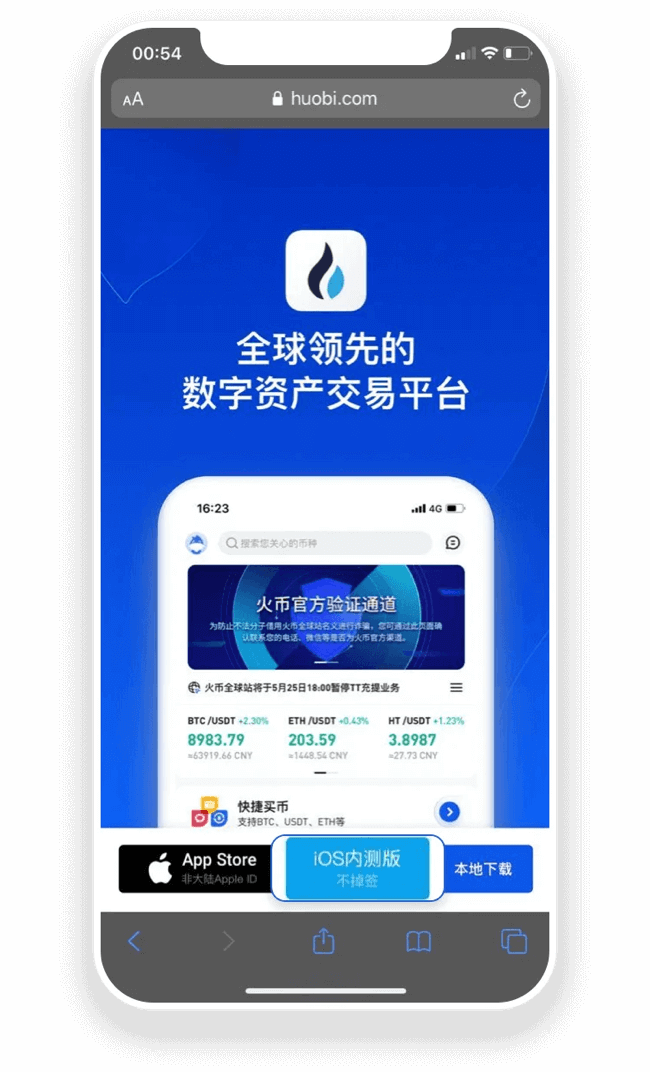 00:54
AA huobi.com
全球领先的
数字资产交易平台
16:23 4G
搜索您关心的币种
火币官方验证通道
为防止不法分子借用火币全球站名义进行诈骗,您可通过此页面确
认联系您的电话、微信等是否为火币官方渠道。
火币全球站将于5月25日18:00暂停TT充提业务
BTC /USDT +2.30% ETH /USDT +0.43% HT /USDT +1.23%
8983.79 203.59 3.8987
≈63919.66 CNY ≈1448.54 CNY ≈27.73 CNY
快捷买币
支持BTC、USDT、ETH等
App Store iOS内测版 本地下载
非大陆Apple ID 不掉签